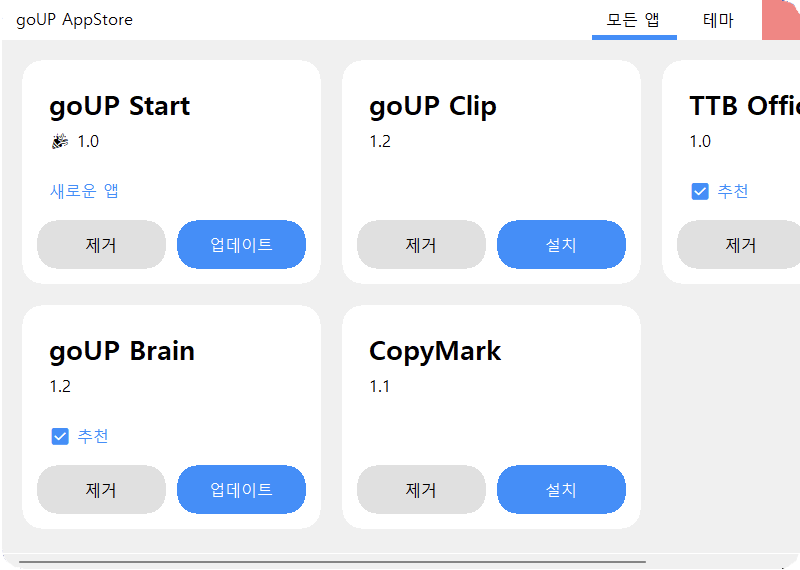 goUP AppStore
모든 앱
테마
goUP Start
1.0
새로운 앱
제거
업데이트
goUP Clip
1.2
제거
설치
TTB
1.0
추천
제거
goUP Brain
1.2
추천
제거
업데이트
CopyMark
1.1
제거
설치